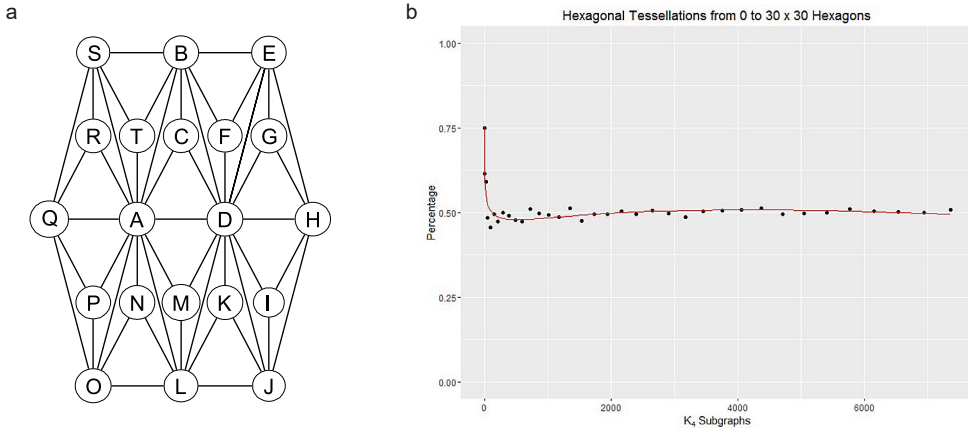 a
S B E
R T C F G
Q A D H
P N M K I
O L J
b
Hexagonal Tessellations from 0 to 30 x 30 Hexagons
Percentage
1.00
0.75
0.50
0.25
0.00
0 2000 4000 6000
K₄ Subgraphs